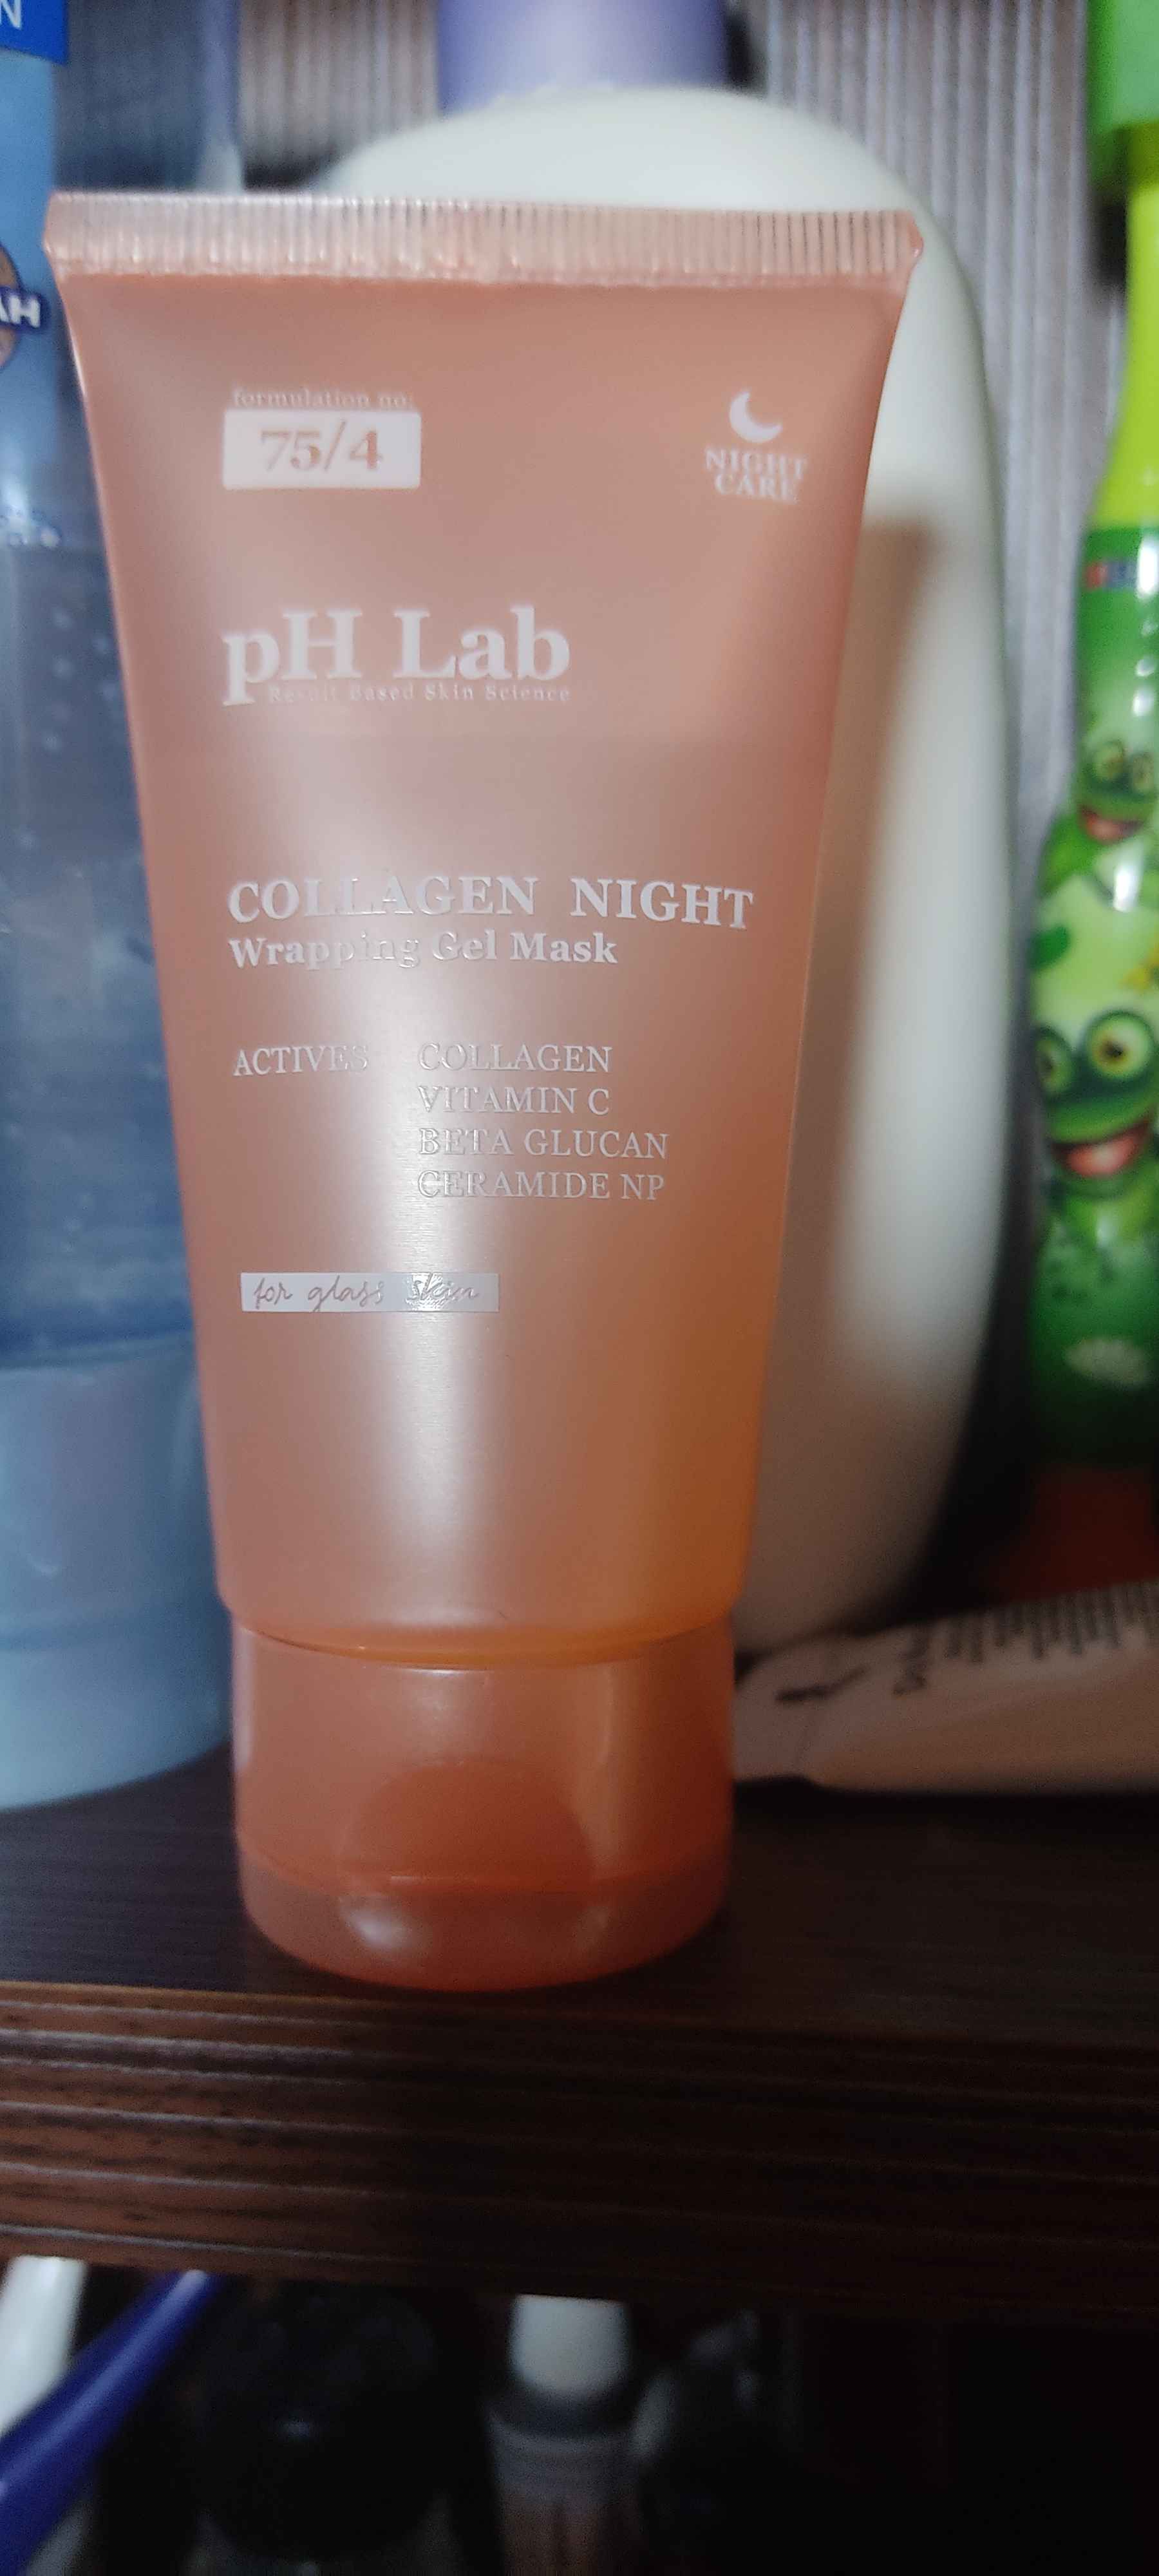 formulation no:
75/4
NIGHT
CARE
pH Lab
Result Based Skin Science
COLLAGEN NIGHT
Wrapping Gel Mask
ACTIVES COLLAGEN
VITAMIN C
BETA GLUCAN
CERAMIDE NP
for glass skin